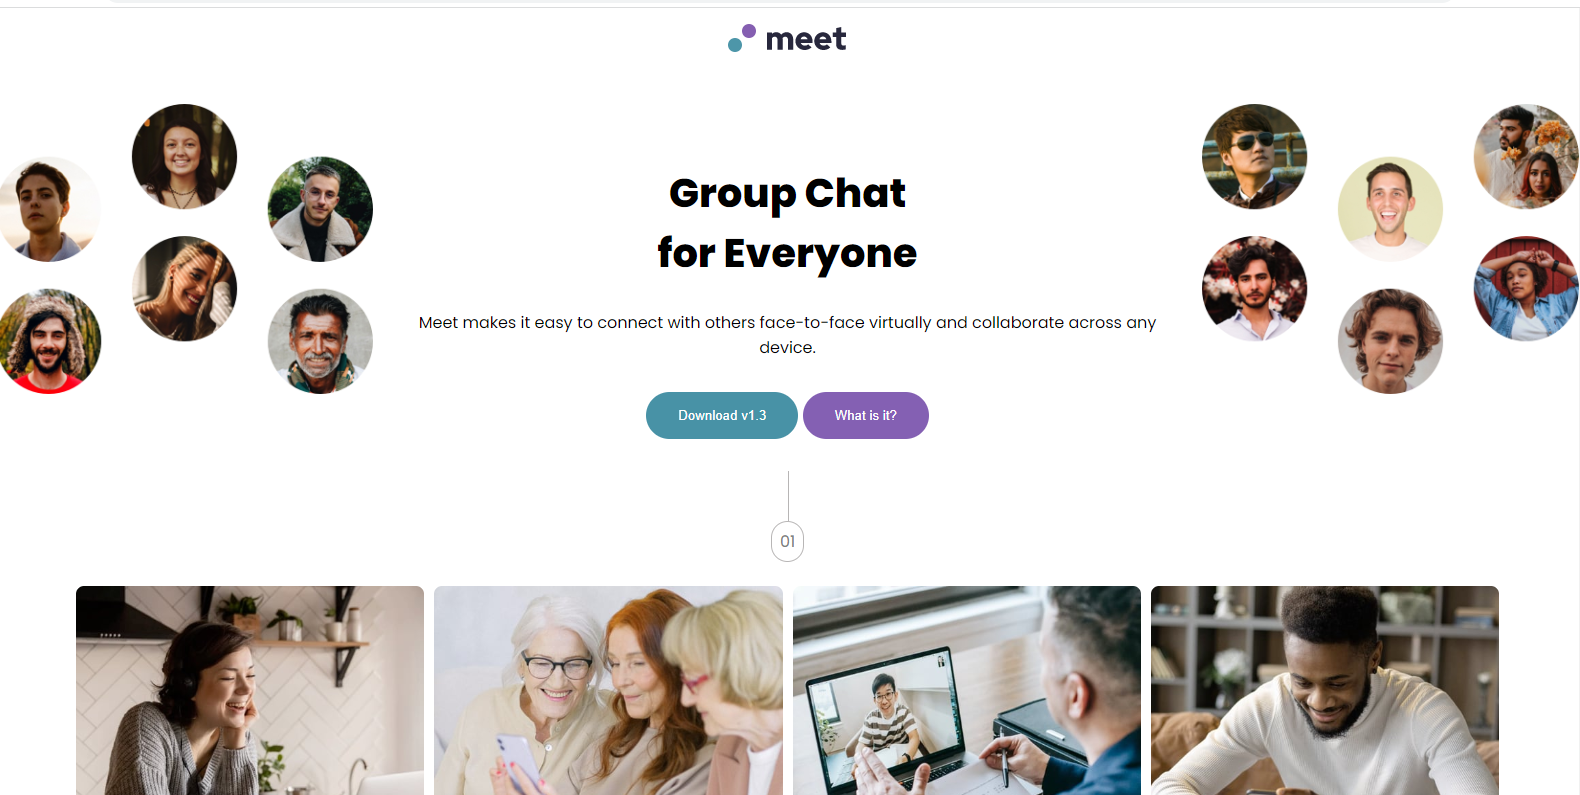 meet
Group Chat
for Everyone
Meet makes it easy to connect with others face-to-face virtually and collaborate across any
device.
Download v1.3
What is it?
01